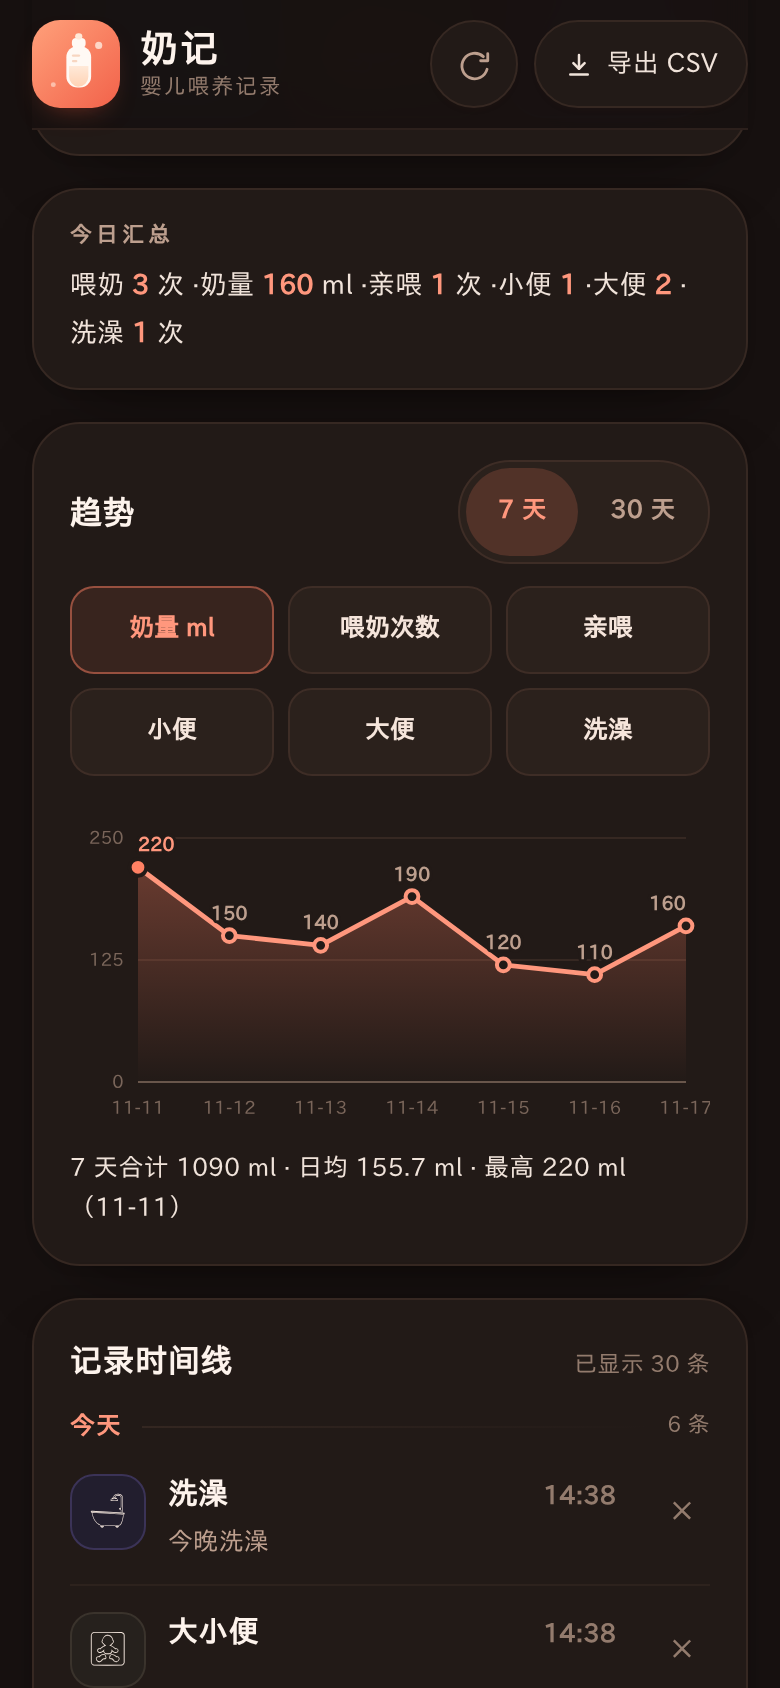 奶记
婴儿喂养记录
导出 CSV
今日汇总
喂奶 3 次 ·奶量 160 ml ·亲喂 1 次 ·小便 1 ·大便 2 ·
洗澡 1 次
趋势
7 天
30 天
奶量 ml
喂奶次数
亲喂
小便
大便
洗澡
250
220
190
160
150
140
125
120
110
0
11-11
11-12
11-13
11-14
11-15
11-16
11-17
7 天合计 1090 ml · 日均 155.7 ml · 最高 220 ml
（11-11）
记录时间线
已显示 30 条
今天
6 条
洗澡
14:38
今晚洗澡
大小便
14:38